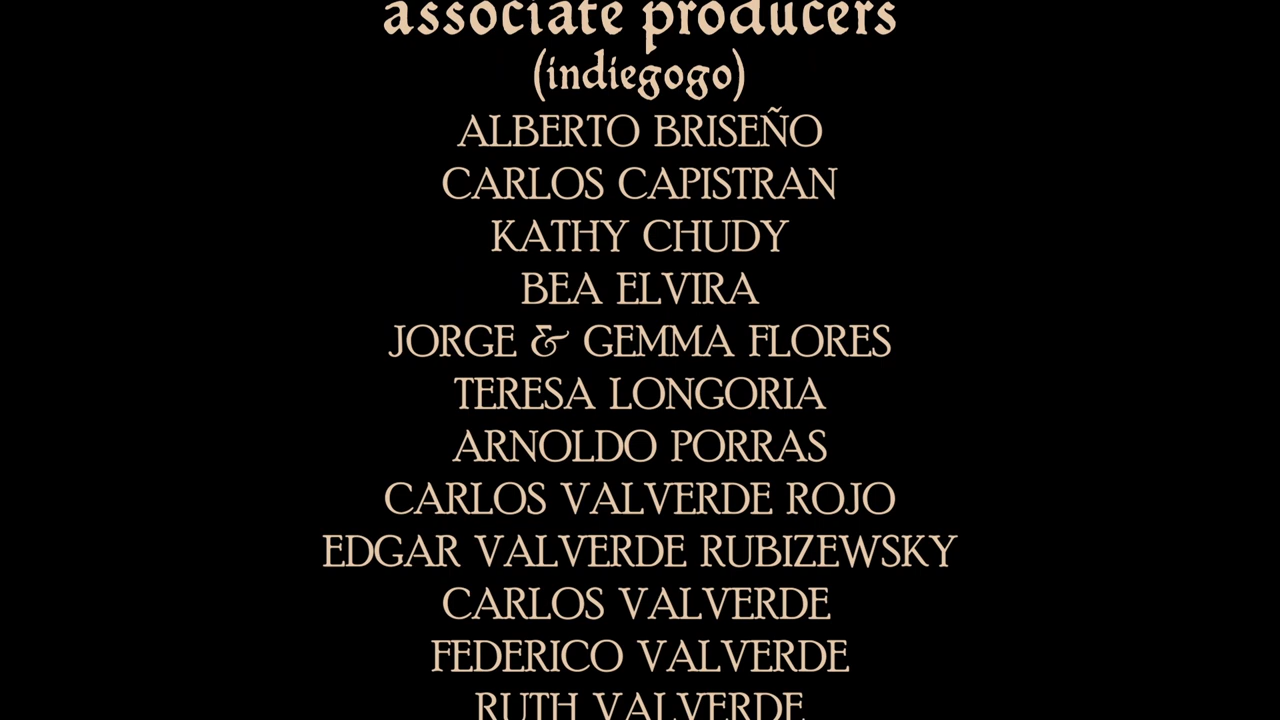 associate producers
(indiegogo)
ALBERTO BRISEÑO
CARLOS CAPISTRAN
KATHY CHUDY
BEA ELVIRA
JORGE & GEMMA FLORES
TERESA LONGORIA
ARNOLDO PORRAS
CARLOS VALVERDE ROJO
EDGAR VALVERDE RUBIZEWSKY
CARLOS VALVERDE
FEDERICO VALVERDE
RUTH VALVERDE